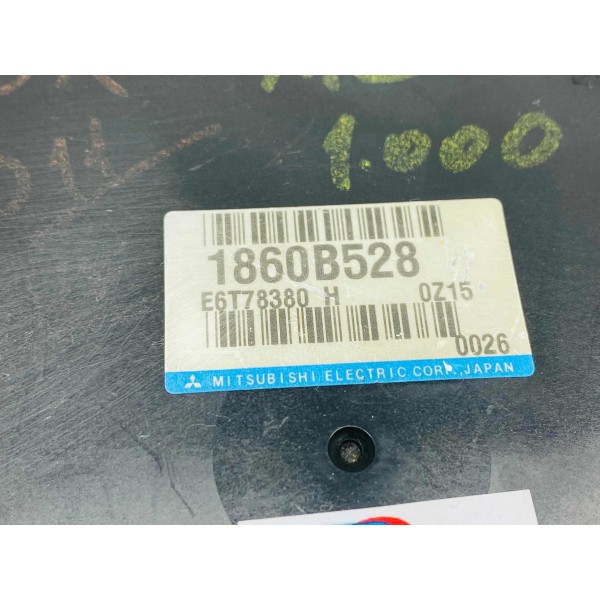 1.000
1860B528
E6T78380 H 0Z15
0026
MITSUBISHI ELECTRIC CORP., JAPAN